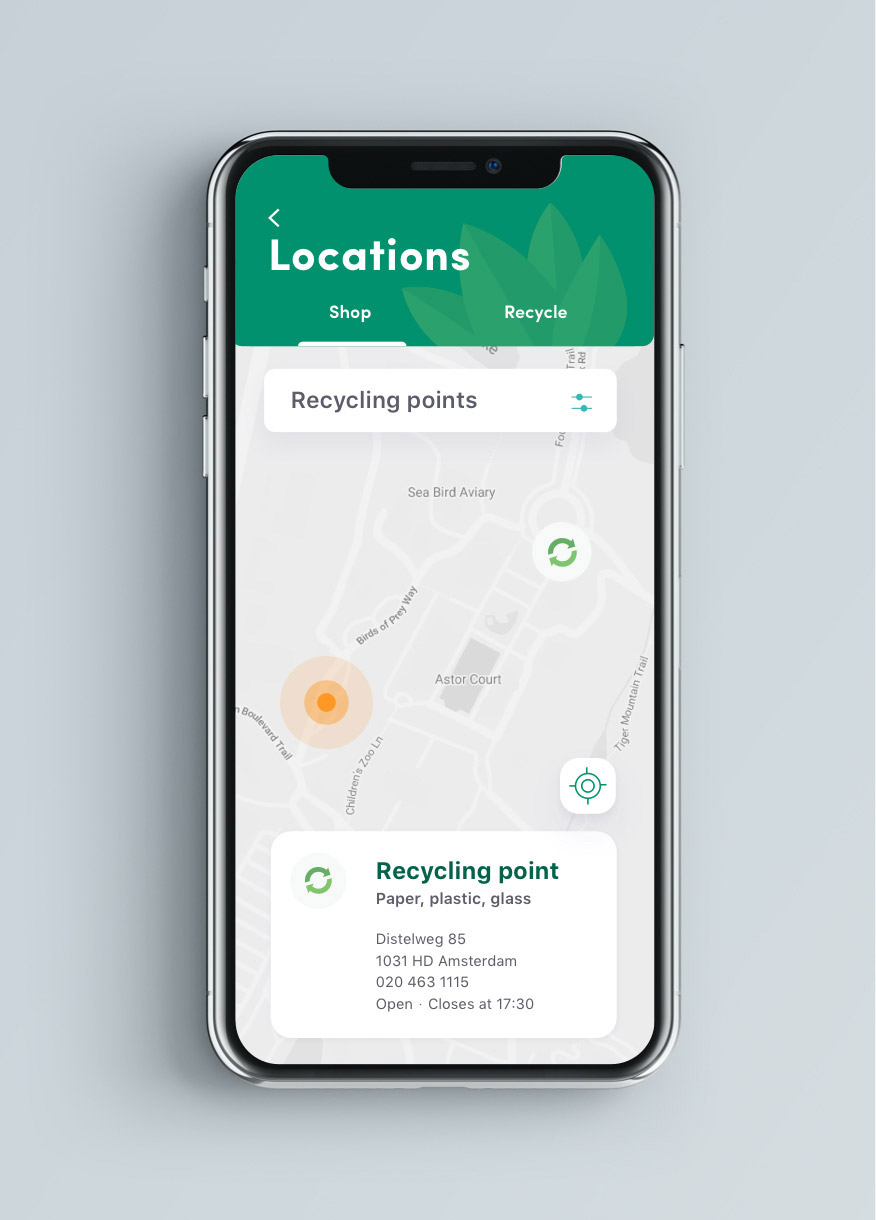 Locations
Shop
Recycle
Trail
Rd
Recycling points
Sea Bird Aviary
Birds of Prey Way
Astor Court
Tiger Mountain Trail
Boulevard Trail
Children's Zoo Ln
Recycling point
Paper, plastic, glass
Distelweg 85
1031 HD Amsterdam
020 463 1115
Open · Closes at 17:30